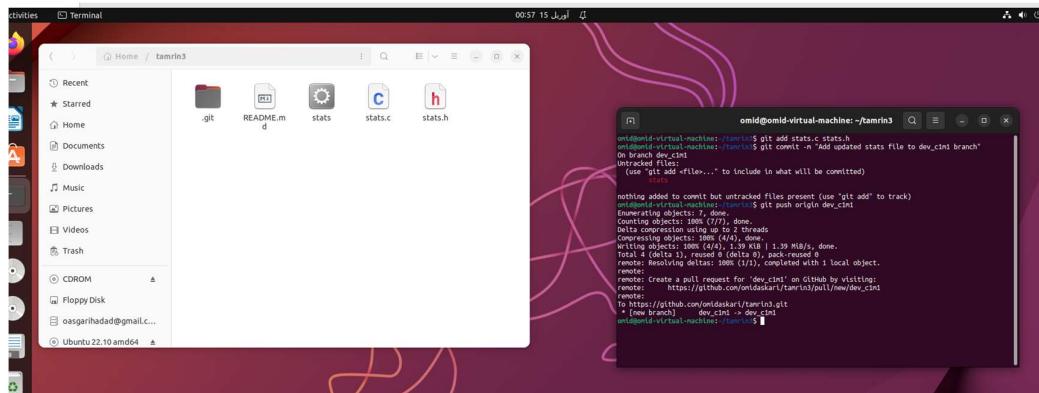 ctivities
Terminal
00:57 15 آوریل
Home / tamrin3
Recent
Starred
Home
Documents
Downloads
Music
Pictures
Videos
Trash
CDROM
Floppy Disk
oasgarihadad@gmail.c...
Ubuntu 22.10 amd64
.git
README.m
d
stats
stats.c
stats.h
omid@omid-virtual-machine: ~/tamrin3
omid@omid-virtual-machine:~/tamrin3$ git add stats.c stats.h
omid@omid-virtual-machine:~/tamrin3$ git commit -m "Add updated stats file to dev_c1m1 branch"
On branch dev_c1m1
Untracked files:
(use "git add <file>..." to include in what will be committed)
stats
nothing added to commit but untracked files present (use "git add" to track)
omid@omid-virtual-machine:~/tamrin3$ git push origin dev_c1m1
Enumerating objects: 7, done.
Counting objects: 100% (7/7), done.
Delta compression using up to 2 threads
Compressing objects: 100% (4/4), done.
Writing objects: 100% (4/4), 1.39 KiB | 1.39 MiB/s, done.
Total 4 (delta 1), reused 0 (delta 0), pack-reused 0
remote: Resolving deltas: 100% (1/1), completed with 1 local object.
remote:
remote: Create a pull request for 'dev_c1m1' on GitHub by visiting:
remote: https://github.com/omidaskari/tamrin3/pull/new/dev_c1m1
remote:
To https://github.com/omidaskari/tamrin3.git
* [new branch] dev_c1m1 -> dev_c1m1
omid@omid-virtual-machine:~/tamrin3$